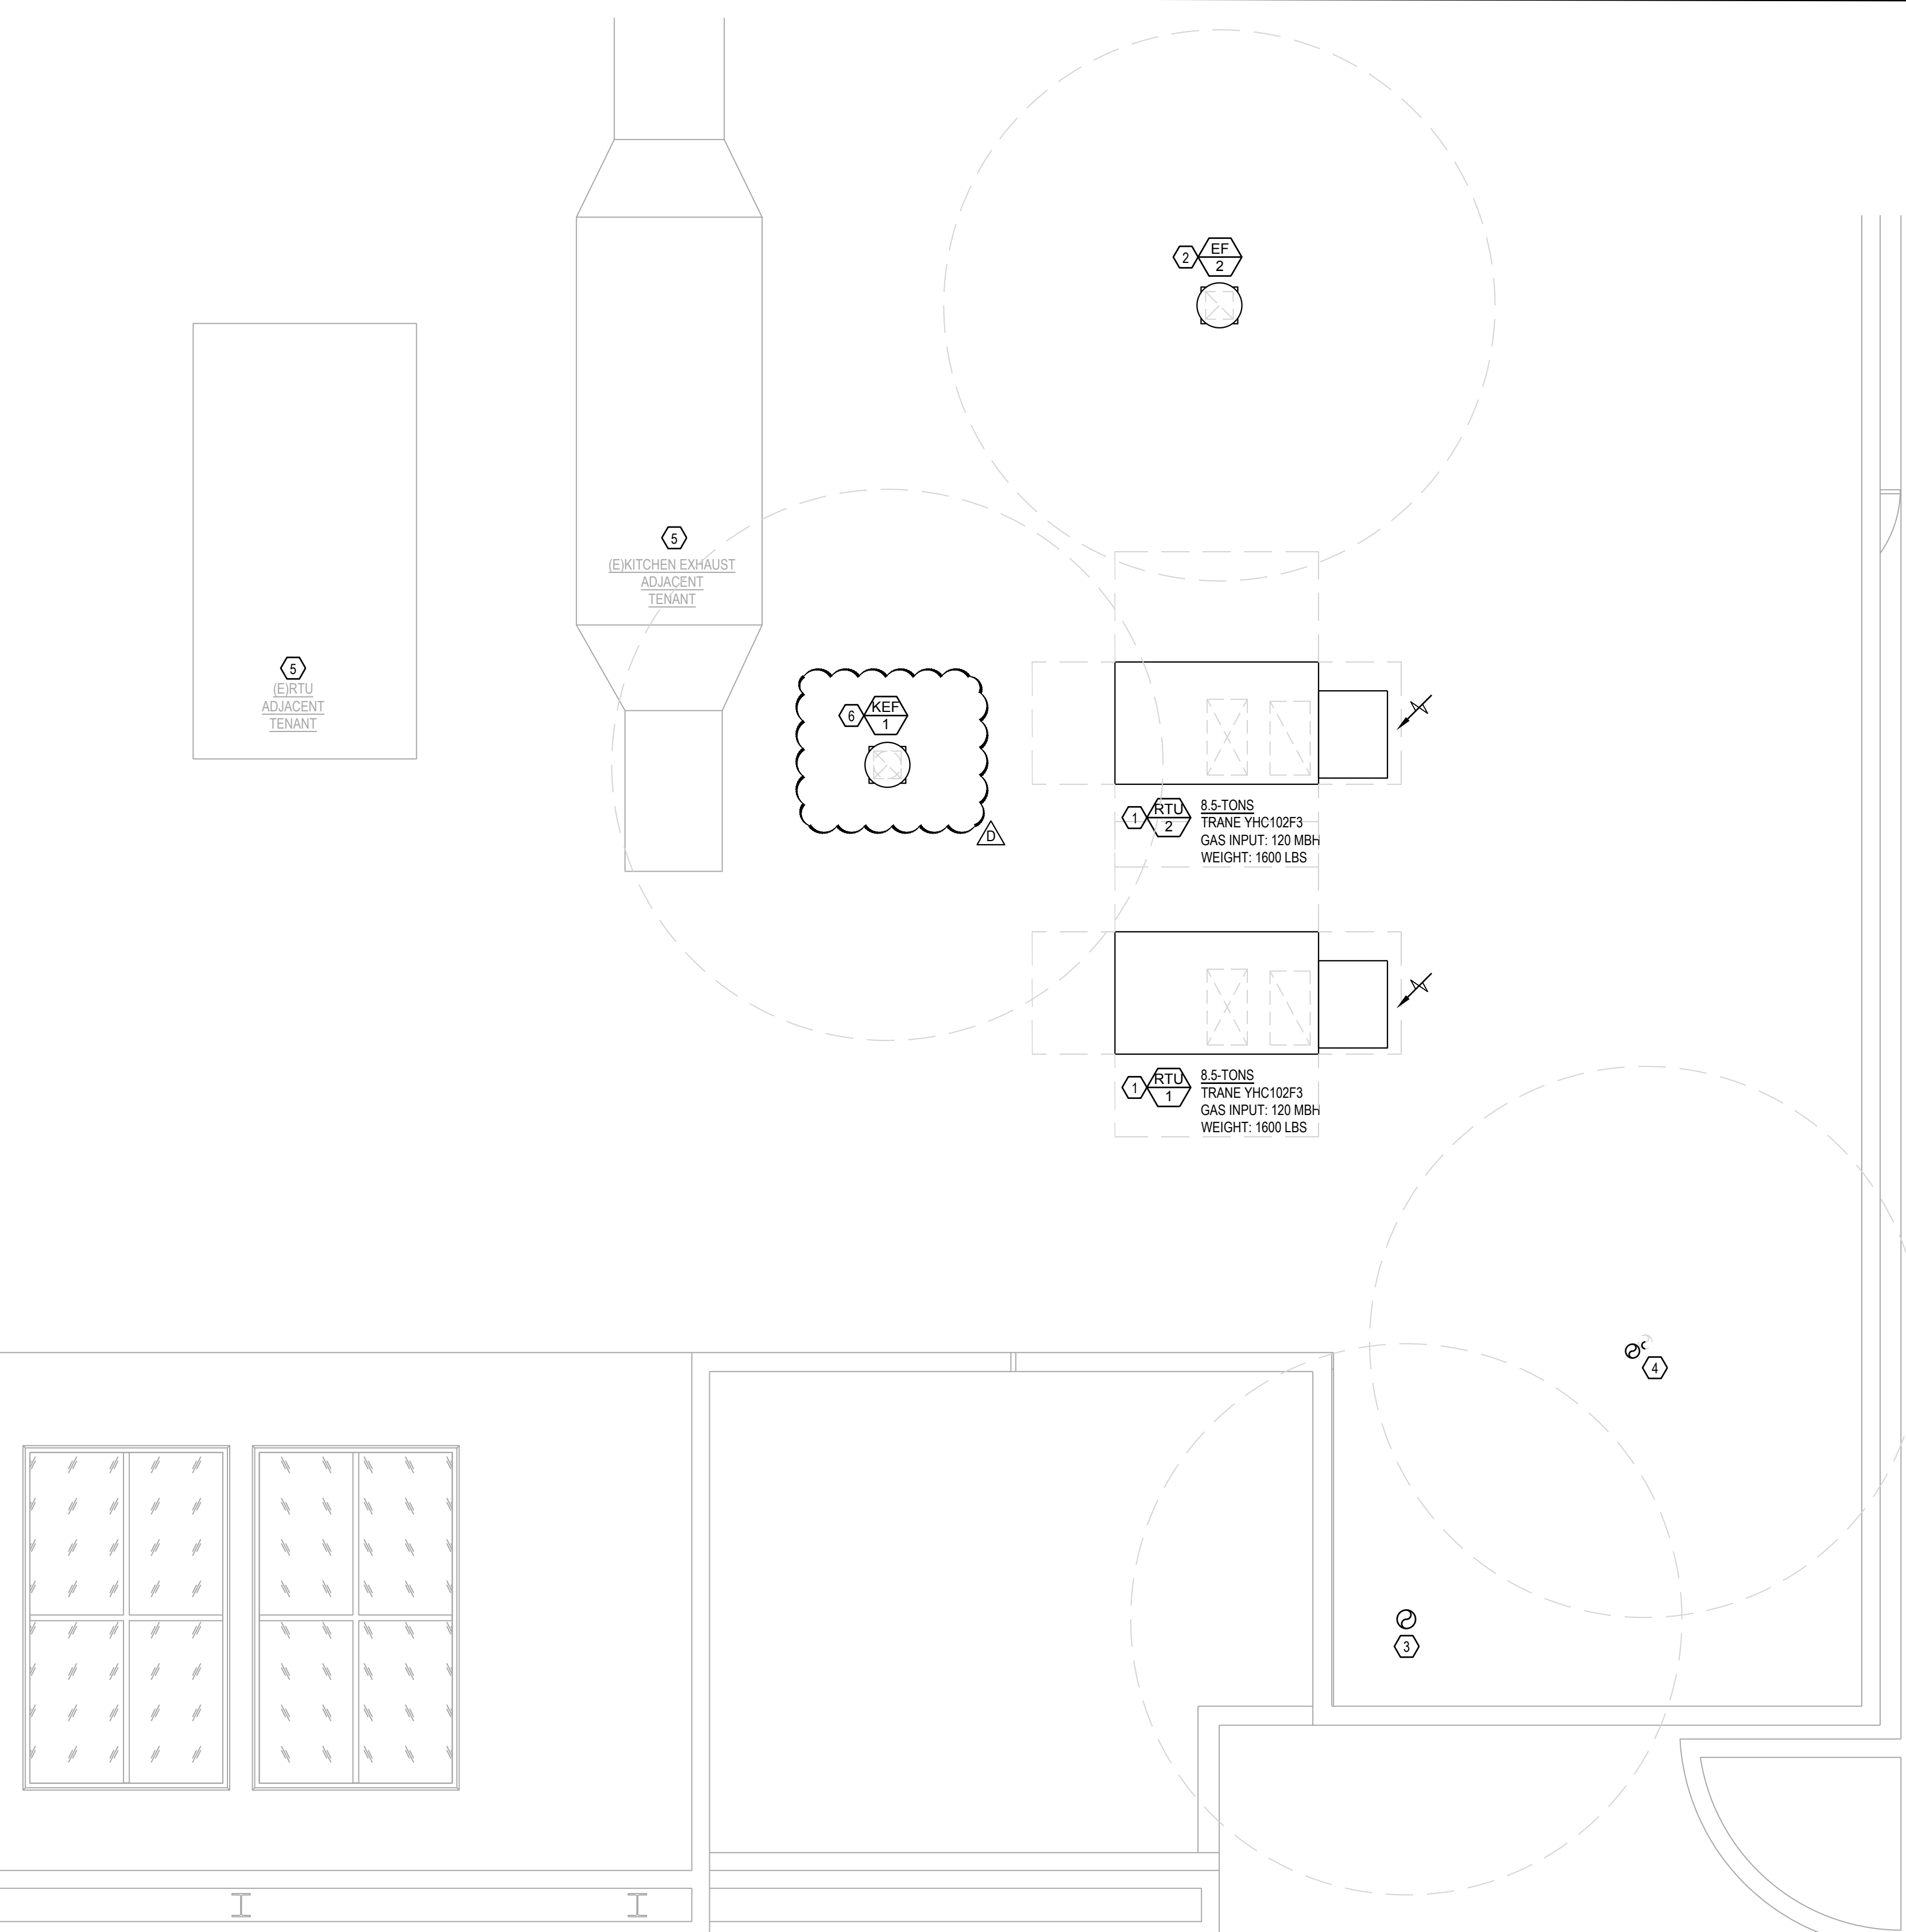 2
EF
2
5
(E)KITCHEN EXHAUST
ADJACENT
TENANT
5
(E)RTU
ADJACENT
TENANT
6
KEF
1
D
1
RTU
2
8.5-TONS
TRANE YHC102F3
GAS INPUT: 120 MBH
WEIGHT: 1600 LBS
1
RTU
1
8.5-TONS
TRANE YHC102F3
GAS INPUT: 120 MBH
WEIGHT: 1600 LBS
4
3